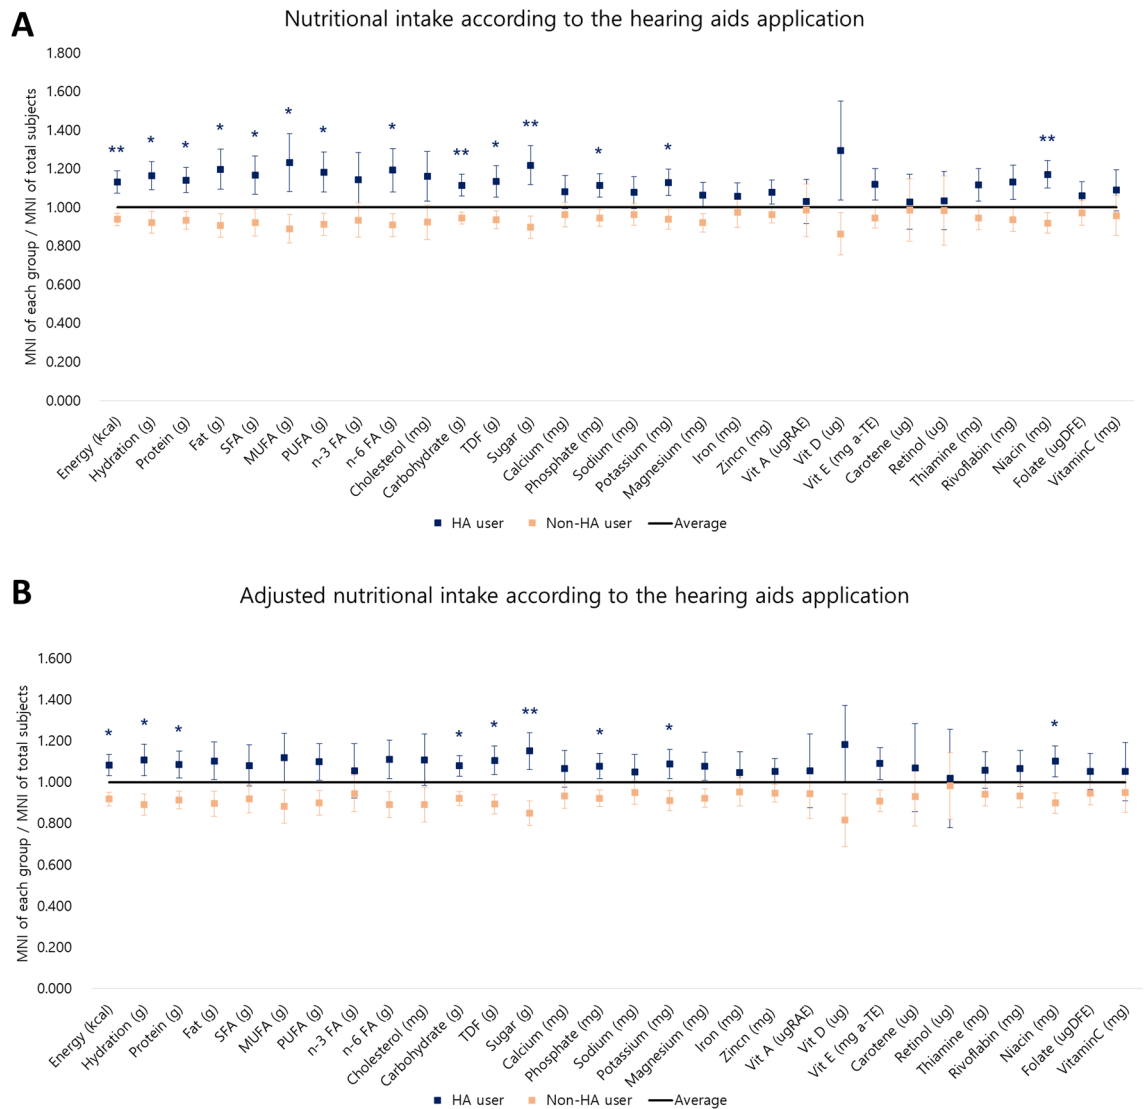 A
Nutritional intake according to the hearing aids application
MNI of each group / MNI of total subjects
1.800
1.600
1.400
1.200
1.000
0.800
0.600
0.400
0.200
0.000
** * * * * * * * ** * ** * * **
Energy (kcal)
Hydration (g)
Protein (g)
Fat (g)
SFA (g)
MUFA (g)
PUFA (g)
n-3 FA (g)
n-6 FA (g)
Cholesterol (mg)
Carbohydrate (g)
TDF (g)
Sugar (g)
Calcium (mg)
Phosphate (mg)
Sodium (mg)
Potassium (mg)
Magnesium (mg)
Iron (mg)
Zincn (mg)
Vit A (ugRAE)
Vit D (ug)
Vit E (mg a-TE)
Carotene (ug)
Retinol (ug)
Thiamine (mg)
Rivoflabin (mg)
Niacin (mg)
Folate (ugDFE)
VitaminC (mg)
HA user Non-HA user Average
B
Adjusted nutritional intake according to the hearing aids application
MNI of each group / MNI of total subjects
1.600
1.400
1.200
1.000
0.800
0.600
0.400
0.200
0.000
* * * * * ** * * *
Energy (kcal)
Hydration (g)
Protein (g)
Fat (g)
SFA (g)
MUFA (g)
PUFA (g)
n-3 FA (g)
n-6 FA (g)
Cholesterol (mg)
Carbohydrate (g)
TDF (g)
Sugar (g)
Calcium (mg)
Phosphate (mg)
Sodium (mg)
Potassium (mg)
Magnesium (mg)
Iron (mg)
Zincn (mg)
Vit A (ugRAE)
Vit D (ug)
Vit E (mg a-TE)
Carotene (ug)
Retinol (ug)
Thiamine (mg)
Rivoflabin (mg)
Niacin (mg)
Folate (ugDFE)
VitaminC (mg)
HA user Non-HA user Average